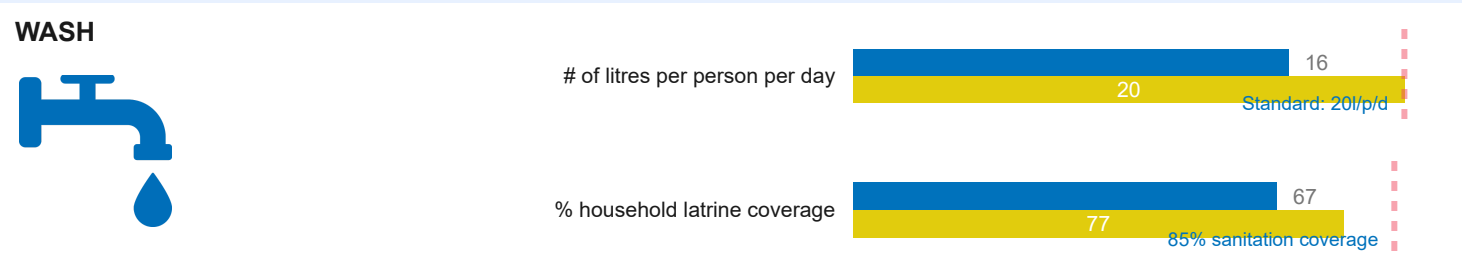 WASH
# of litres per person per day
16
20
Standard: 20l/p/d
% household latrine coverage
67
77
85% sanitation coverage